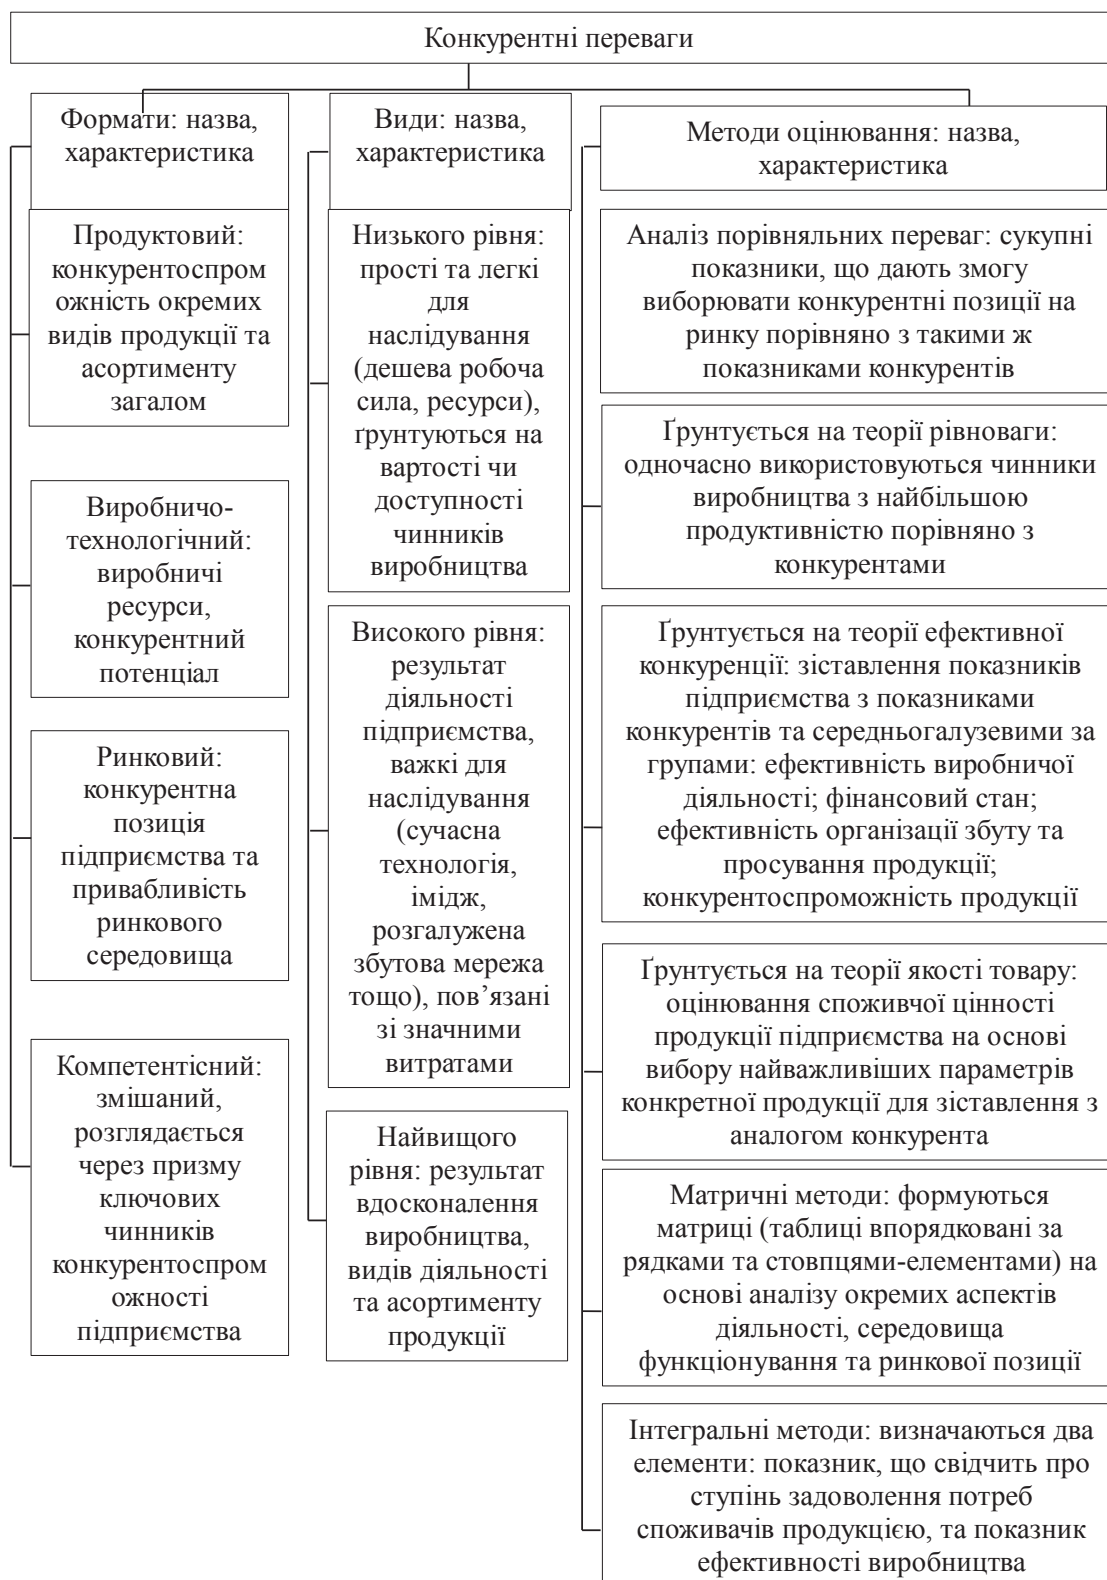 Конкурентні переваги
Формати: назва,
характеристика
Продуктовий:
конкурентоспром
ожність окремих
видів продукції та
асортименту
загалом
Виробничо-
технологічний:
виробничі
ресурси,
конкурентний
потенціал
Ринковий:
конкурентна
позиція
підприємства та
привабливість
ринкового
середовища
Компетентісний:
змішаний,
розглядається
через призму
ключових
чинників
конкурентоспром
ожності
підприємства
Види: назва,
характеристика
Низького рівня:
прості та легкі
для
наслідування
(дешева робоча
сила, ресурси),
ґрунтуються на
вартості чи
доступності
чинників
виробництва
Високого рівня:
результат
діяльності
підприємства,
важкі для
наслідування
(сучасна
технологія,
імідж,
розгалужена
збутова мережа
тощо), пов’язані
зі значними
витратами
Найвищого
рівня: результат
вдосконалення
виробництва,
видів діяльності
та асортименту
продукції
Методи оцінювання: назва,
характеристика
Аналіз порівняльних переваг: сукупні
показники, що дають змогу
виборювати конкурентні позиції на
ринку порівняно з такими ж
показниками конкурентів
Ґрунтується на теорії рівноваги:
одночасно використовуються чинники
виробництва з найбільшою
продуктивністю порівняно з
конкурентами
Ґрунтується на теорії ефективної
конкуренції: зіставлення показників
підприємства з показниками
конкурентів та середньогалузевими за
групами: ефективність виробничої
діяльності; фінансовий стан;
ефективність організації збуту та
просування продукції;
конкурентоспроможність продукції
Ґрунтується на теорії якості товару:
оцінювання споживчої цінності
продукції підприємства на основі
вибору найважливіших параметрів
конкретної продукції для зіставлення з
аналогом конкурента
Матричні методи: формуються
матриці (таблиці впорядковані за
рядками та стовпцями-елементами) на
основі аналізу окремих аспектів
діяльності, середовища
функціонування та ринкової позиції
Інтегральні методи: визначаються два
елементи: показник, що свідчить про
ступінь задоволення потреб
споживачів продукцією, та показник
ефективності виробництва